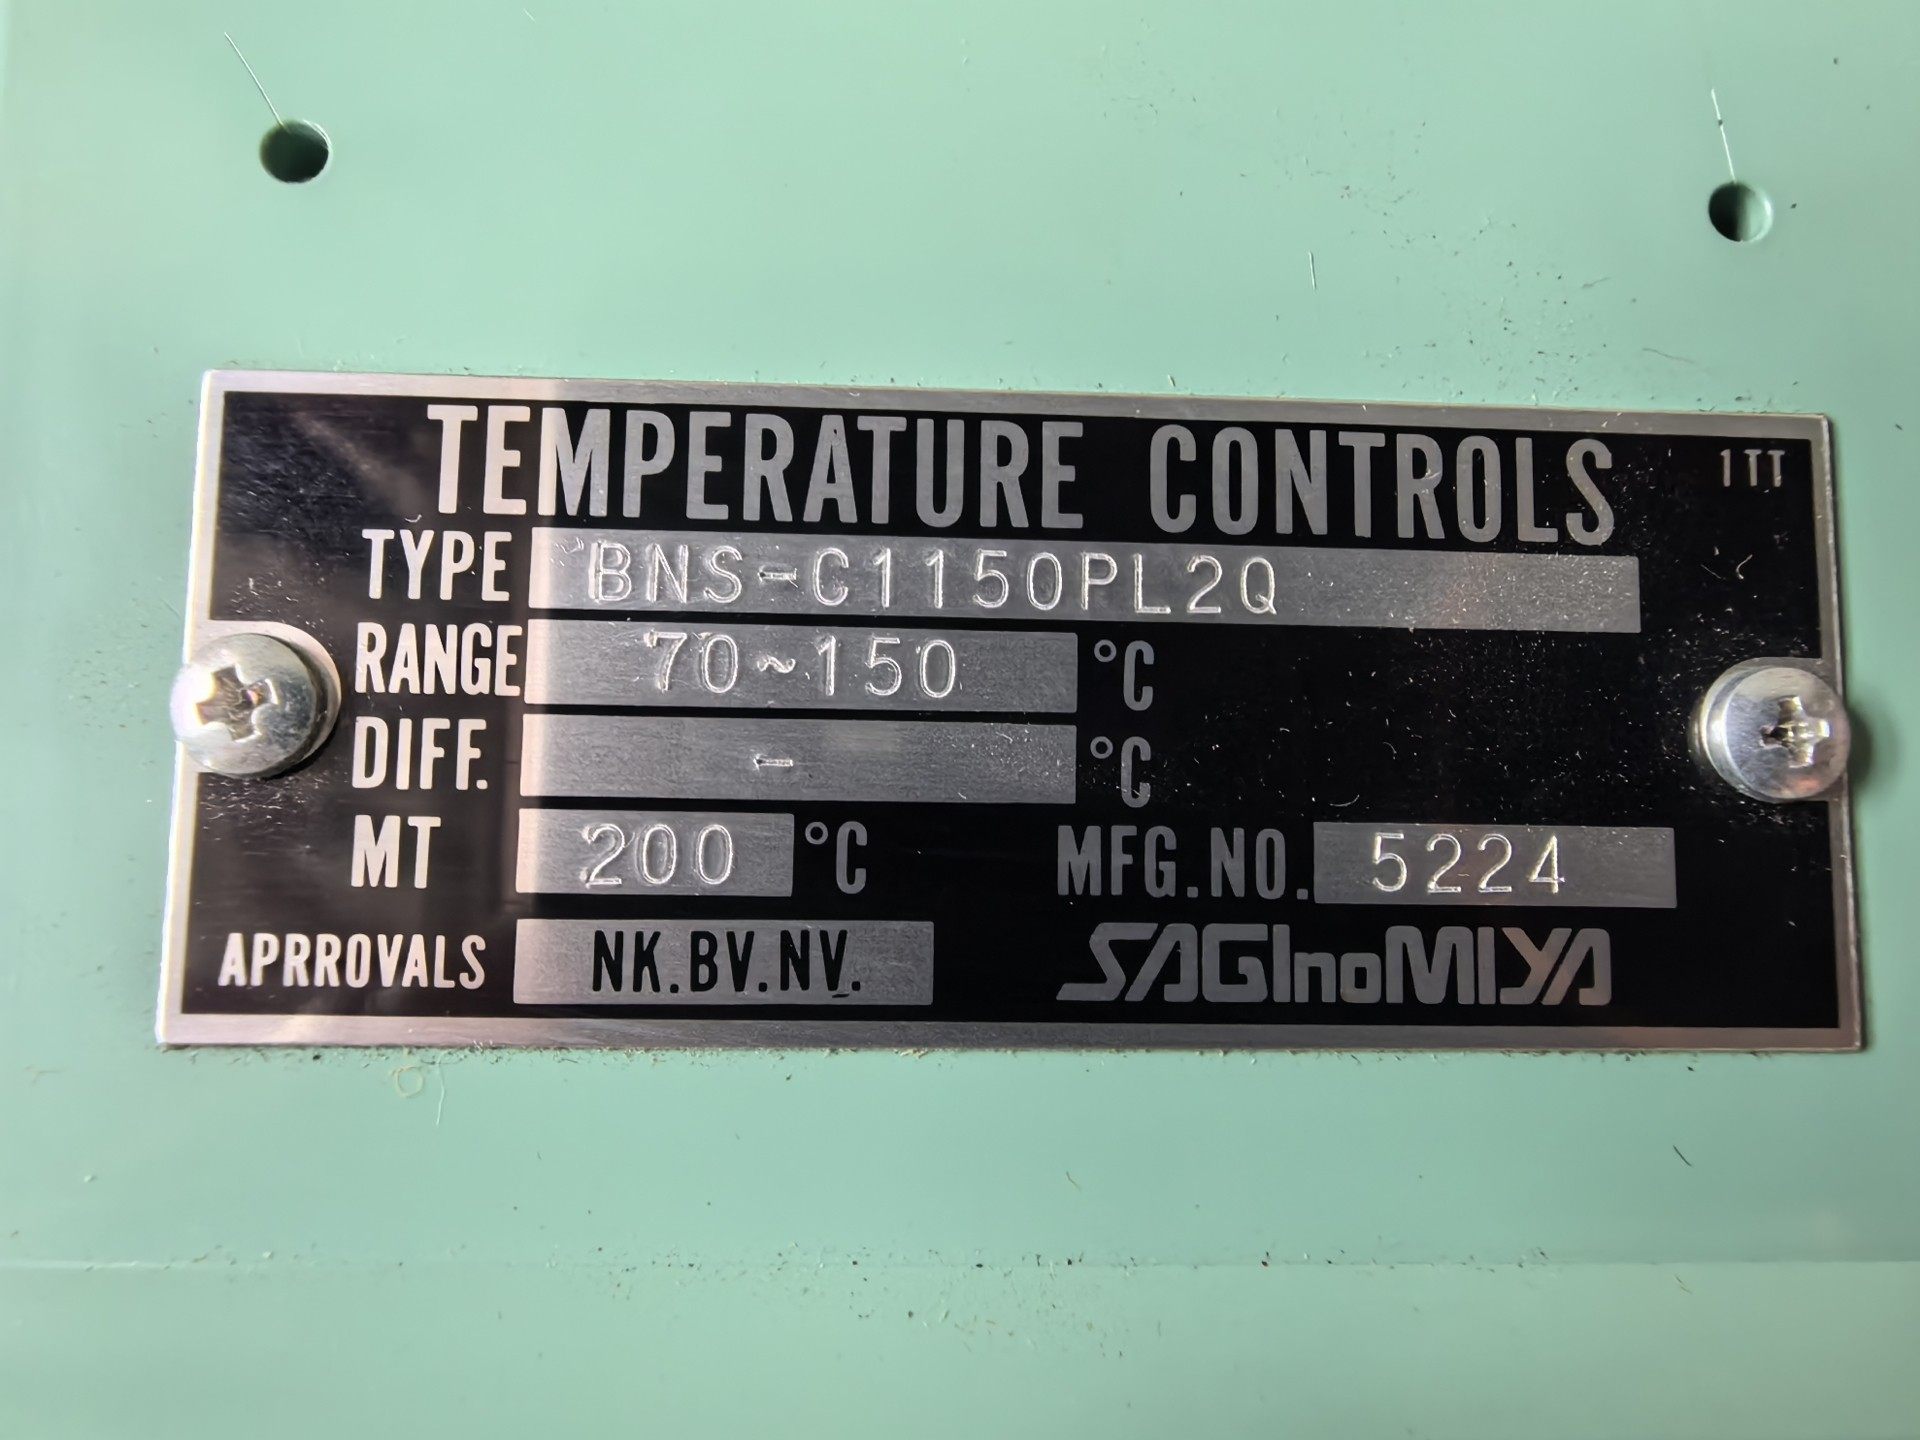 TEMPERATURE CONTROLS 1TT
TYPE BNS-C1150PL2Q
RANGE 70~150 °C
DIFF. - °C
MT 200 °C MFG.NO. 5224
APRROVALS NK.BV.NV. SAGInoMIYA